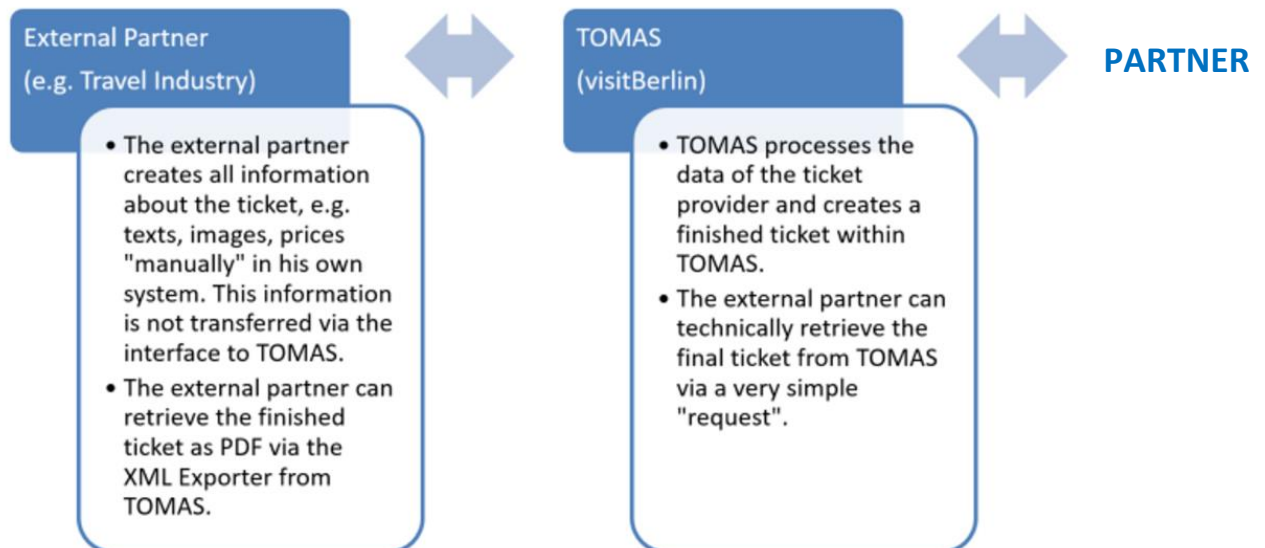 External Partner
(e.g. Travel Industry)
• The external partner
creates all information
about the ticket, e.g.
texts, images, prices
"manually" in his own
system. This information
is not transferred via the
interface to TOMAS.
• The external partner can
retrieve the finished
ticket as PDF via the
XML Exporter from
TOMAS.
TOMAS
(visitBerlin)
• TOMAS processes the
data of the ticket
provider and creates a
finished ticket within
TOMAS.
• The external partner can
technically retrieve the
final ticket from TOMAS
via a very simple
"request".
PARTNER